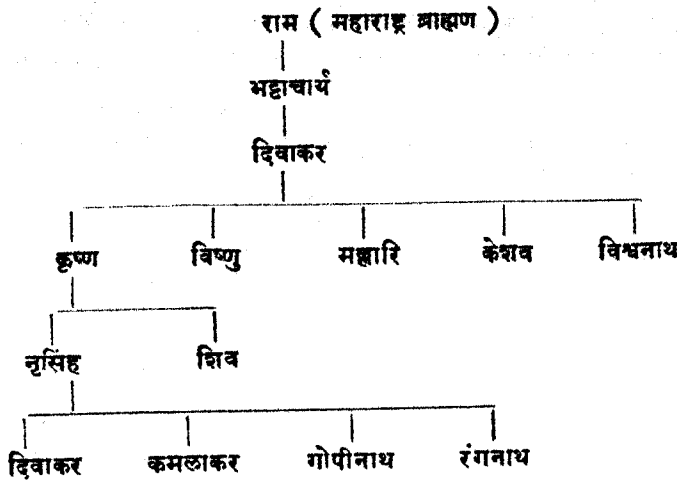 राम ( महाराष्ट्र ब्राह्मण )
भट्टाचार्य
दिवाकर
कृष्ण विष्णु मल्लारि केशव विश्वनाथ
नृसिंह शिव
दिवाकर कमलाकर गोपीनाथ रंगनाथ